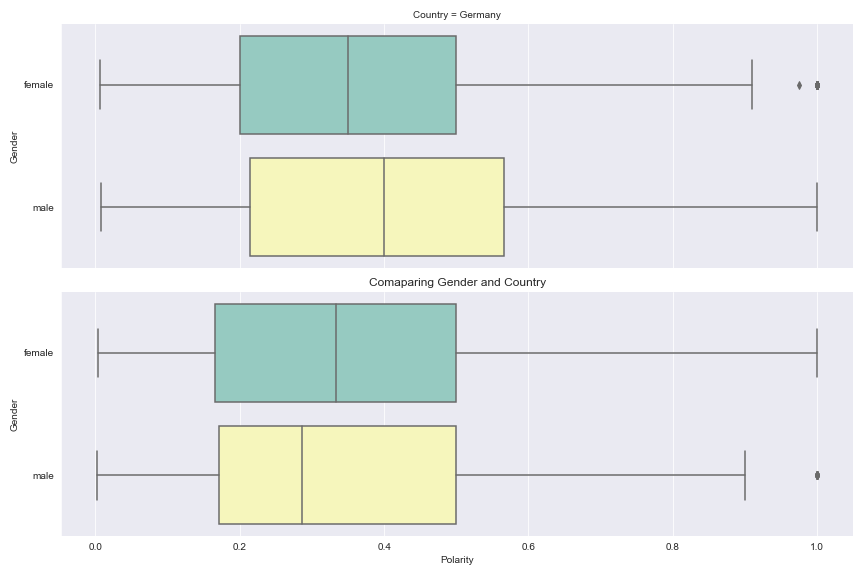 Country = Germany
female
Gender
male
Comaparing Gender and Country
female
Gender
male
0.0 0.2 0.4 0.6 0.8 1.0
Polarity